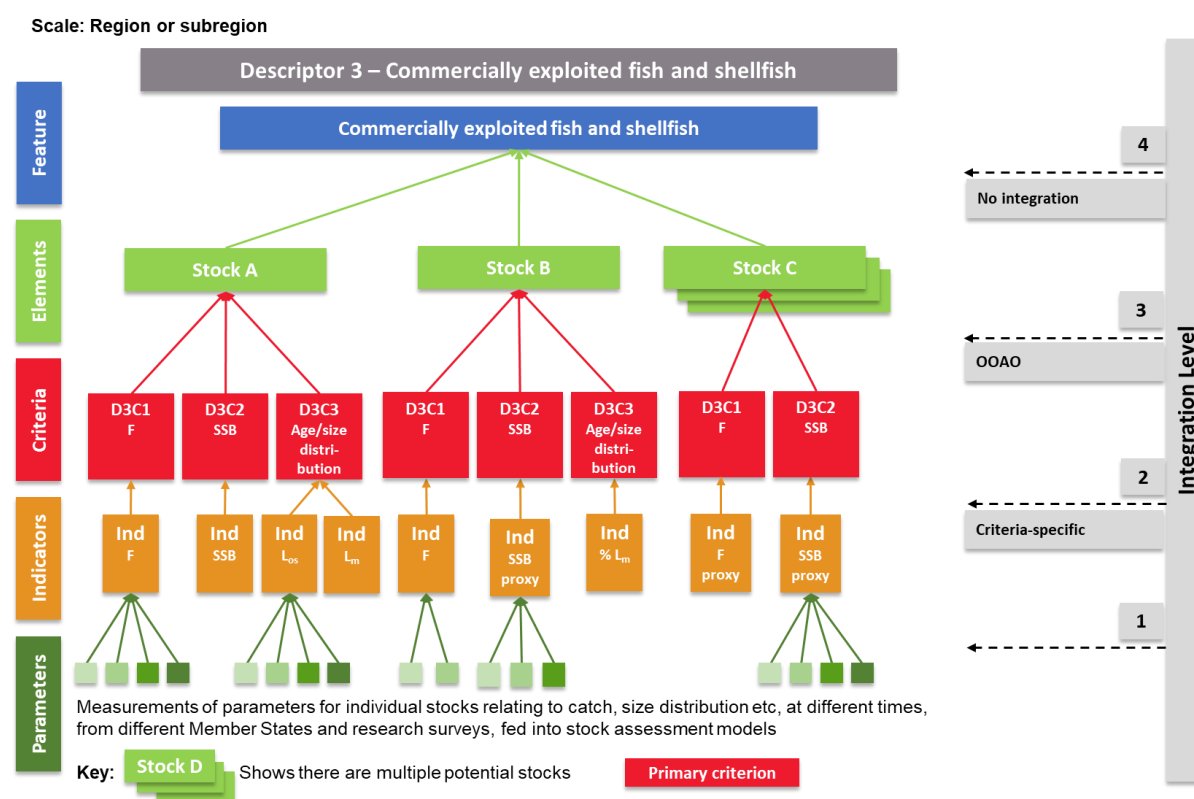 Scale: Region or subregion
Descriptor 3 – Commercially exploited fish and shellfish
Feature
Commercially exploited fish and shellfish
4
No integration
Elements
Stock A
Stock B
Stock C
3
OOAO
Integration Level
Criteria
D3C1
F
D3C2
SSB
D3C3
Age/size
distri-
bution
D3C1
F
D3C2
SSB
D3C3
Age/size
distri-
bution
D3C1
F
D3C2
SSB
2
Criteria-specific
Indicators
Ind
F
Ind
SSB
Ind
Los
Ind
Lm
Ind
F
Ind
SSB
proxy
Ind
% Lm
Ind
F
proxy
Ind
SSB
proxy
1
Parameters
Measurements of parameters for individual stocks relating to catch, size distribution etc, at different times,
from different Member States and research surveys, fed into stock assessment models
Key:
Stock D
Shows there are multiple potential stocks
Primary criterion